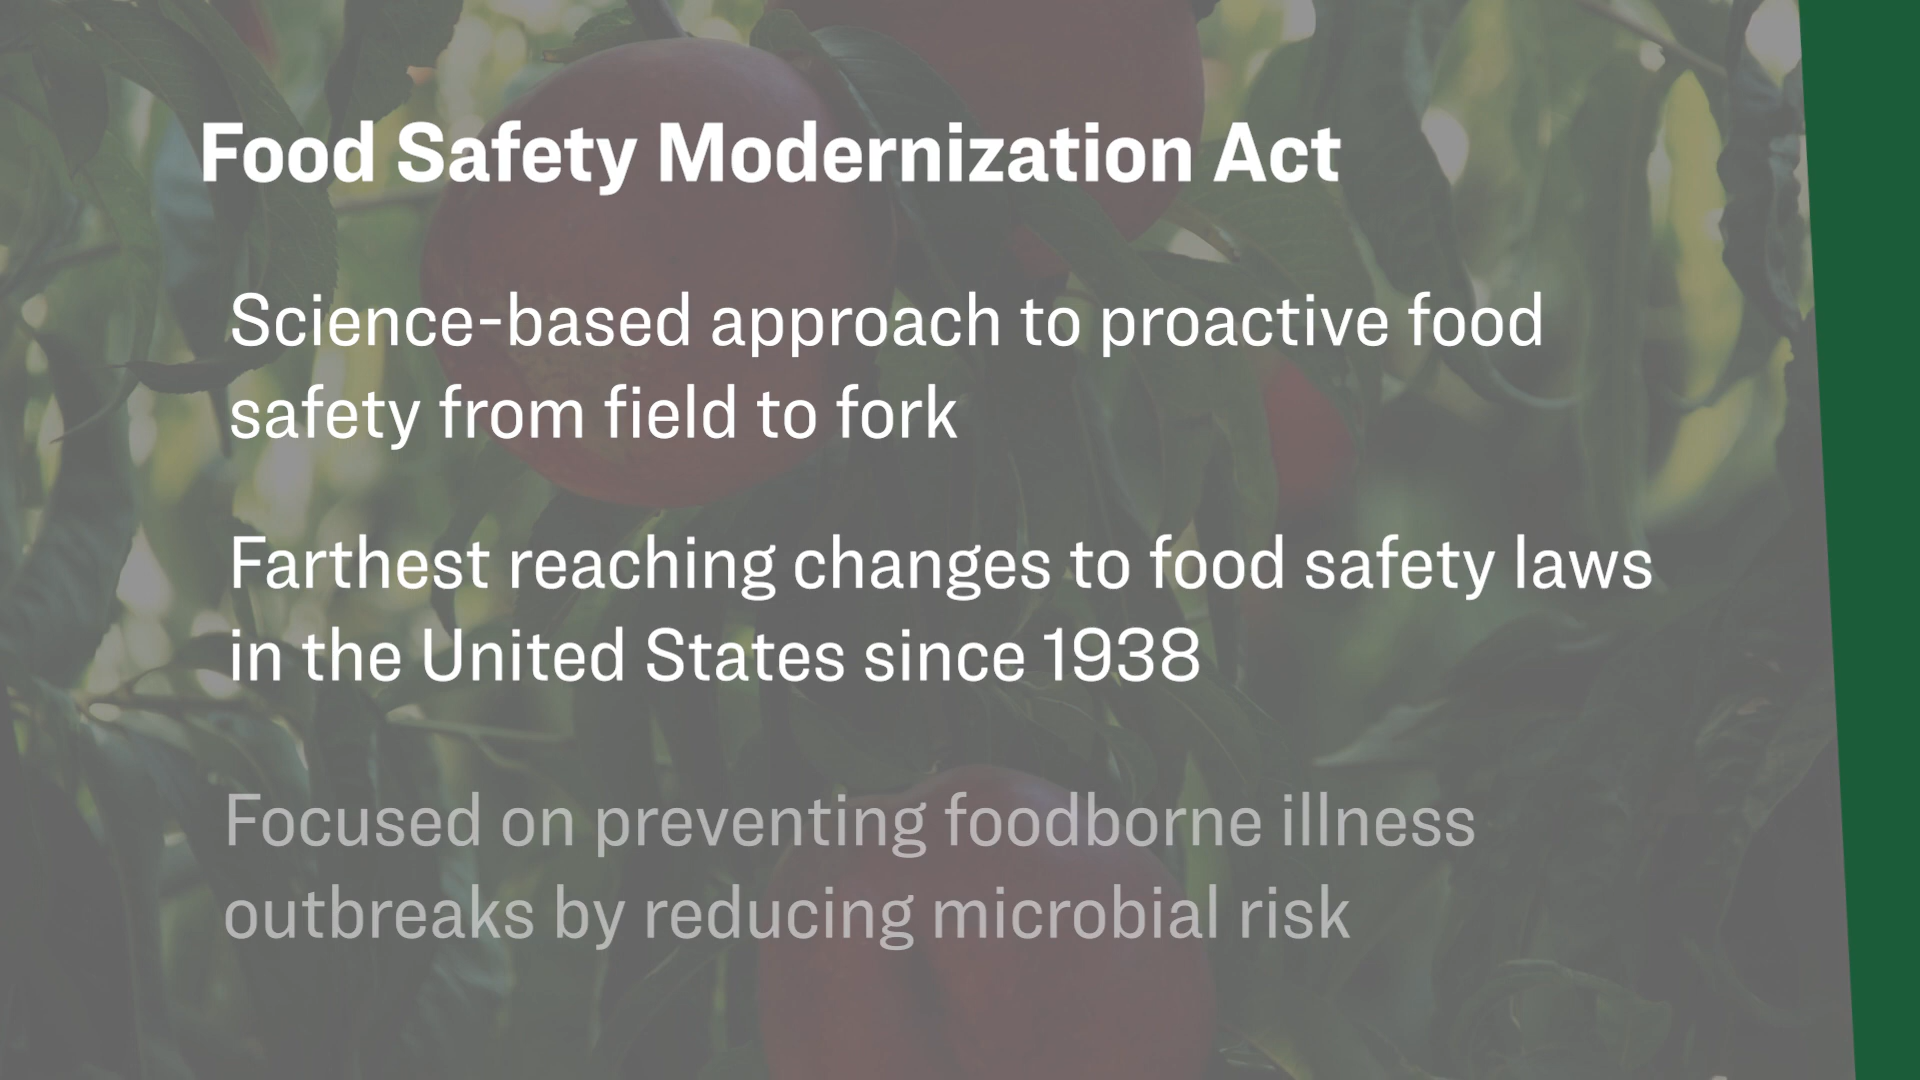 Food Safety Modernization Act
Science-based approach to proactive food
safety from field to fork
Farthest reaching changes to food safety laws
in the United States since 1938
Focused on preventing foodborne illness
outbreaks by reducing microbial risk